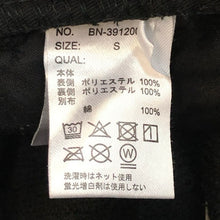 NO. BN-391200
SIZE: S
QUAL:
本体
表側 ポリエステル 100%
裏側 ポリエステル 100%
別布
綿 100%
30
W
洗濯時はネット使用
蛍光増白剤は使用しない